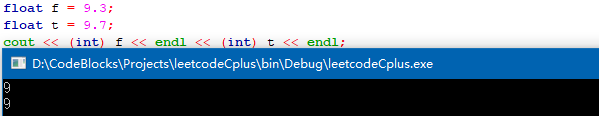 float f = 9.3;
float t = 9.7;
cout << (int) f << endl << (int) t << endl;
D:\CodeBlocks\Projects\leetcodeCplus\bin\Debug\leetcodeCplus.exe
9
9